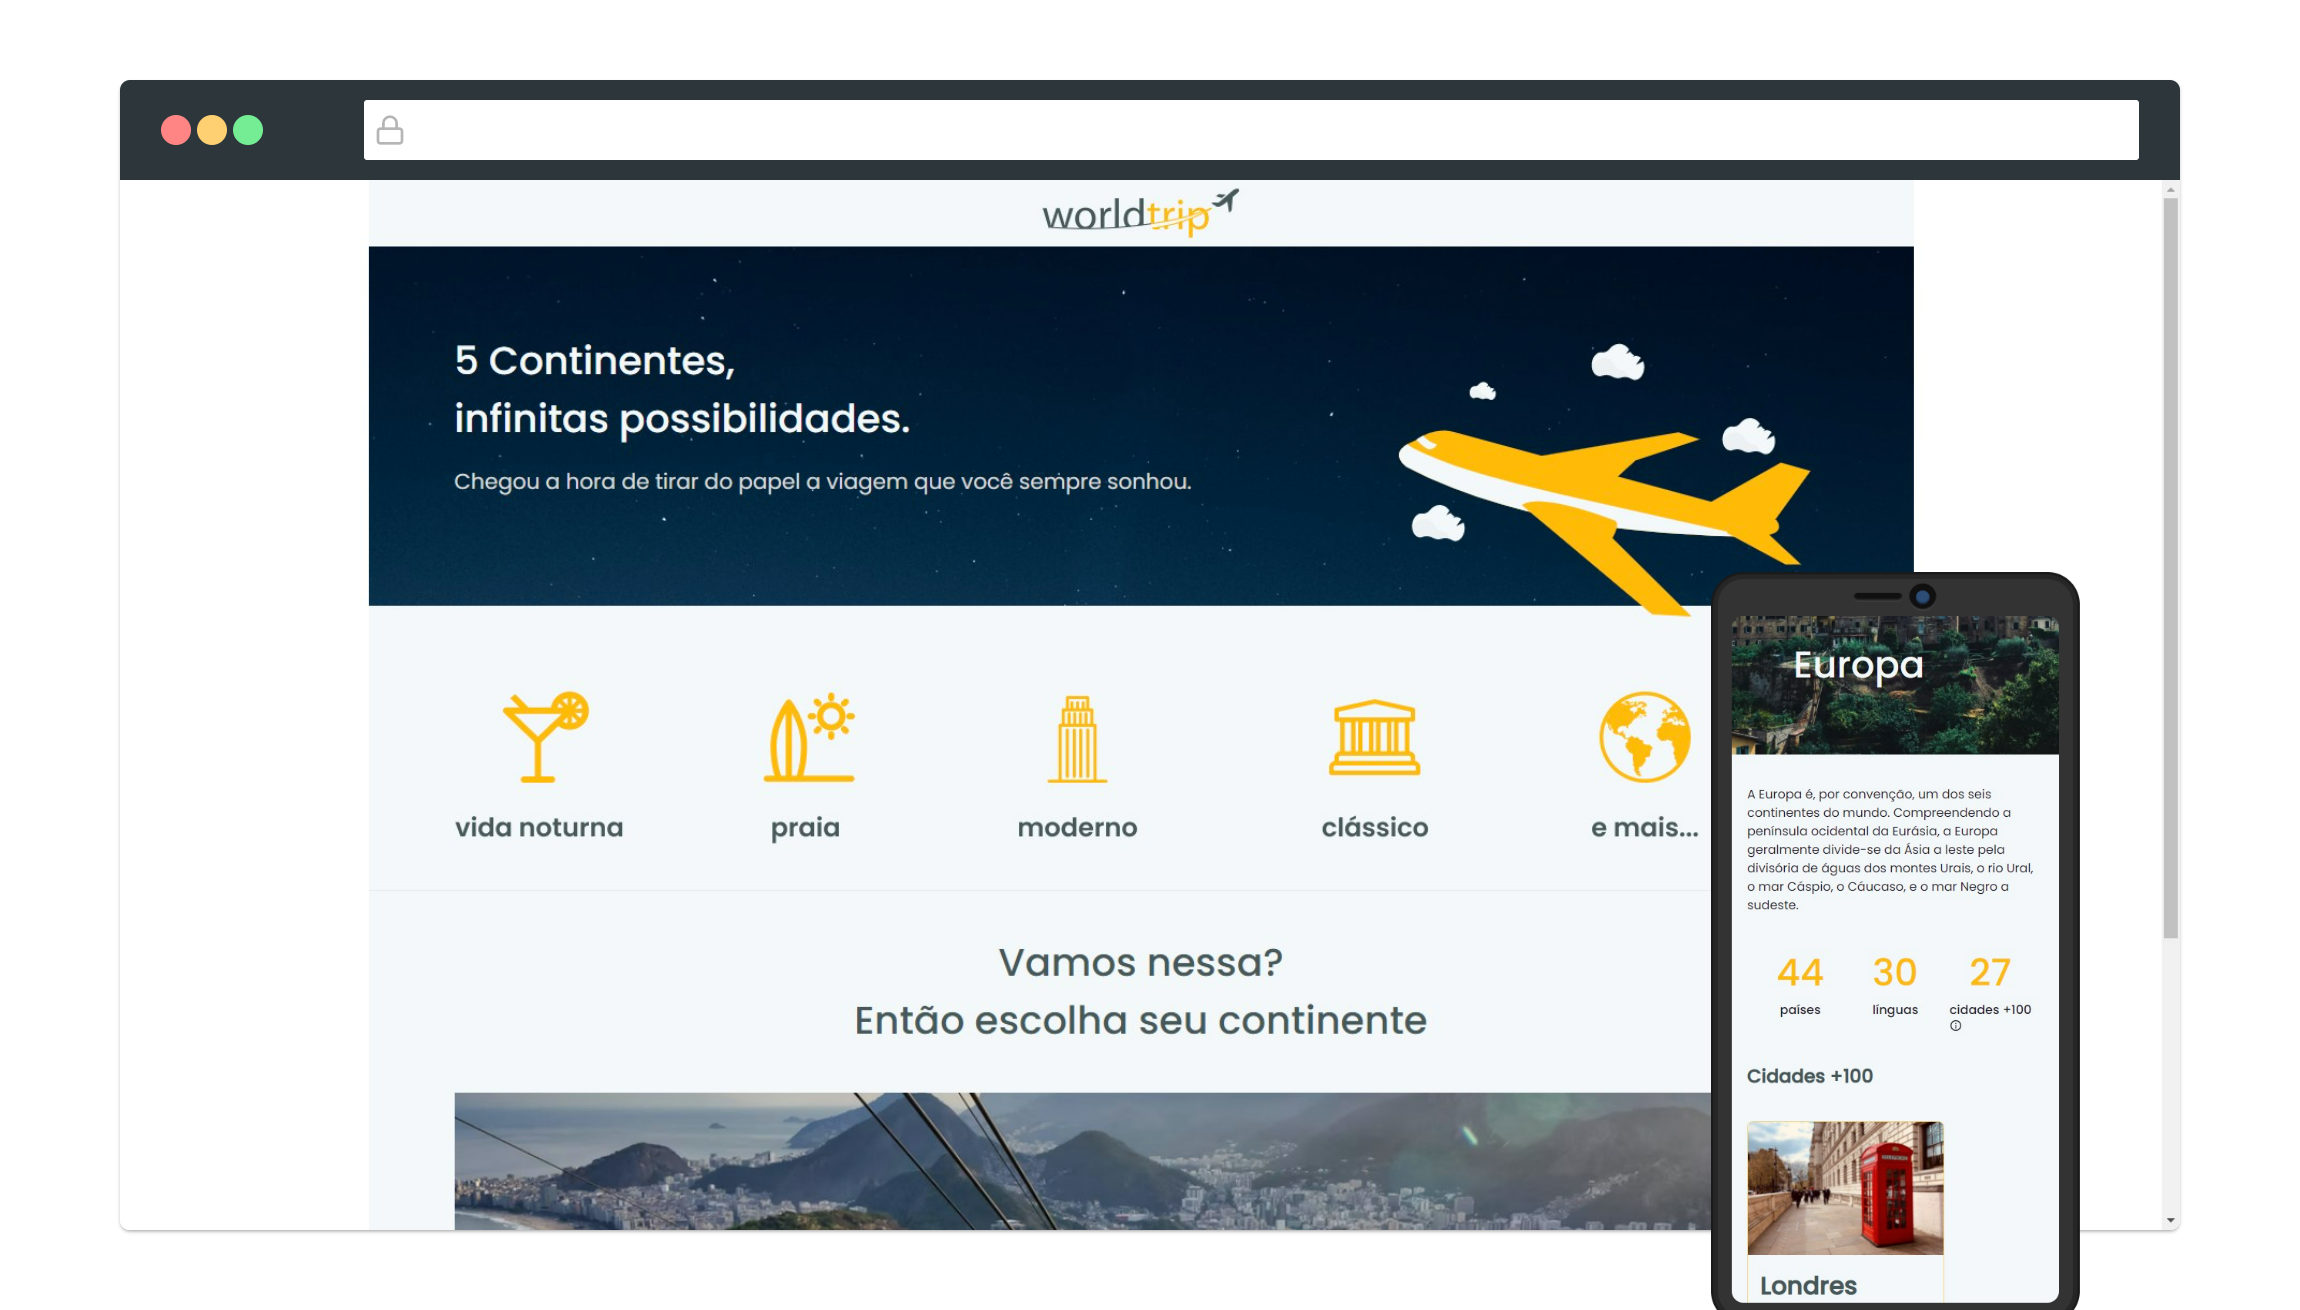 worldtrip
5 Continentes,
infinitas possibilidades.
Chegou a hora de tirar do papel a viagem que você sempre sonhou.
vida noturna
praia
moderno
clássico
e mais...
Vamos nessa?
Então escolha seu continente
Europa
A Europa é, por convenção, um dos seis
continentes do mundo. Compreendendo a
península ocidental da Eurásia, a Europa
geralmente divide-se da Ásia a leste pela
divisória de águas dos montes Urais, o rio Ural,
o mar Cáspio, o Cáucaso, e o mar Negro a
sudeste.
44
países
30
línguas
27
cidades +100
Cidades +100
Londres